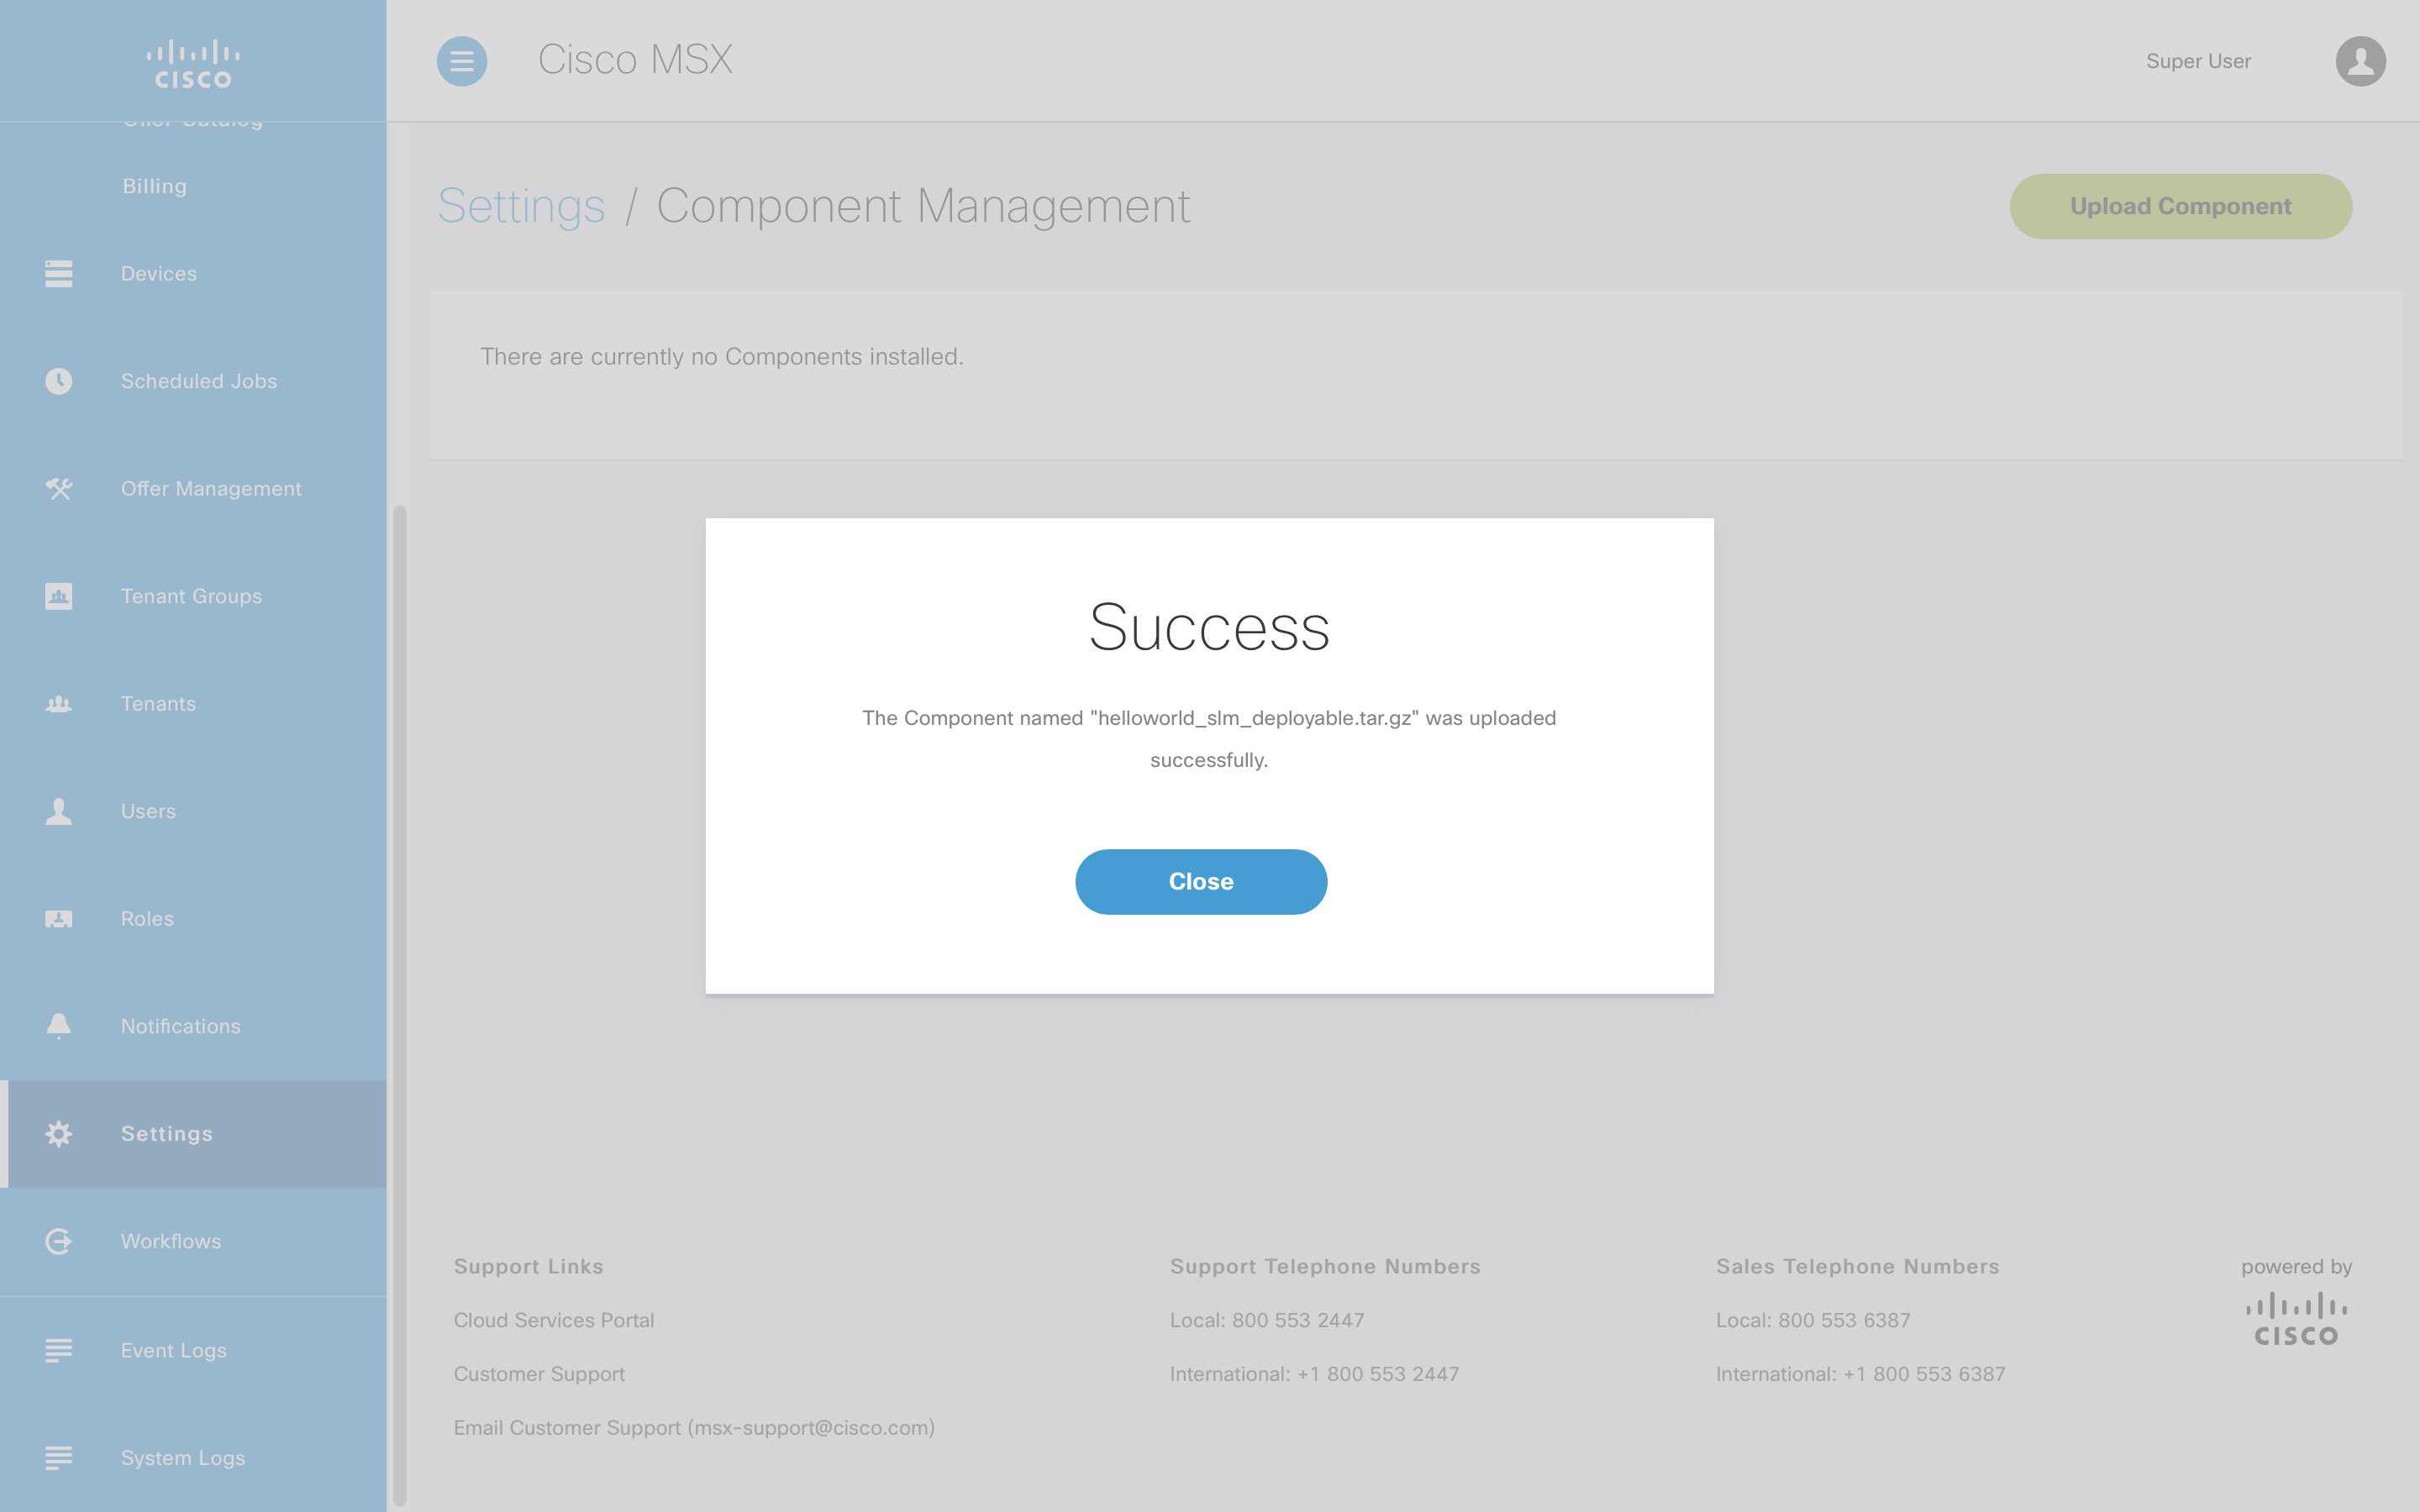 CISCO
Cisco MSX
Super User
Offer Catalog
Billing
Devices
Scheduled Jobs
Offer Management
Tenant Groups
Tenants
Users
Roles
Notifications
Settings
Workflows
Event Logs
System Logs
Settings / Component Management
Upload Component
There are currently no Components installed.
Success
The Component named "helloworld_slm_deployable.tar.gz" was uploaded
successfully.
Close
Support Links
Cloud Services Portal
Customer Support
Email Customer Support (msx-support@cisco.com)
Support Telephone Numbers
Local: 800 553 2447
International: +1 800 553 2447
Sales Telephone Numbers
Local: 800 553 6387
International: +1 800 553 6387
powered by
CISCO